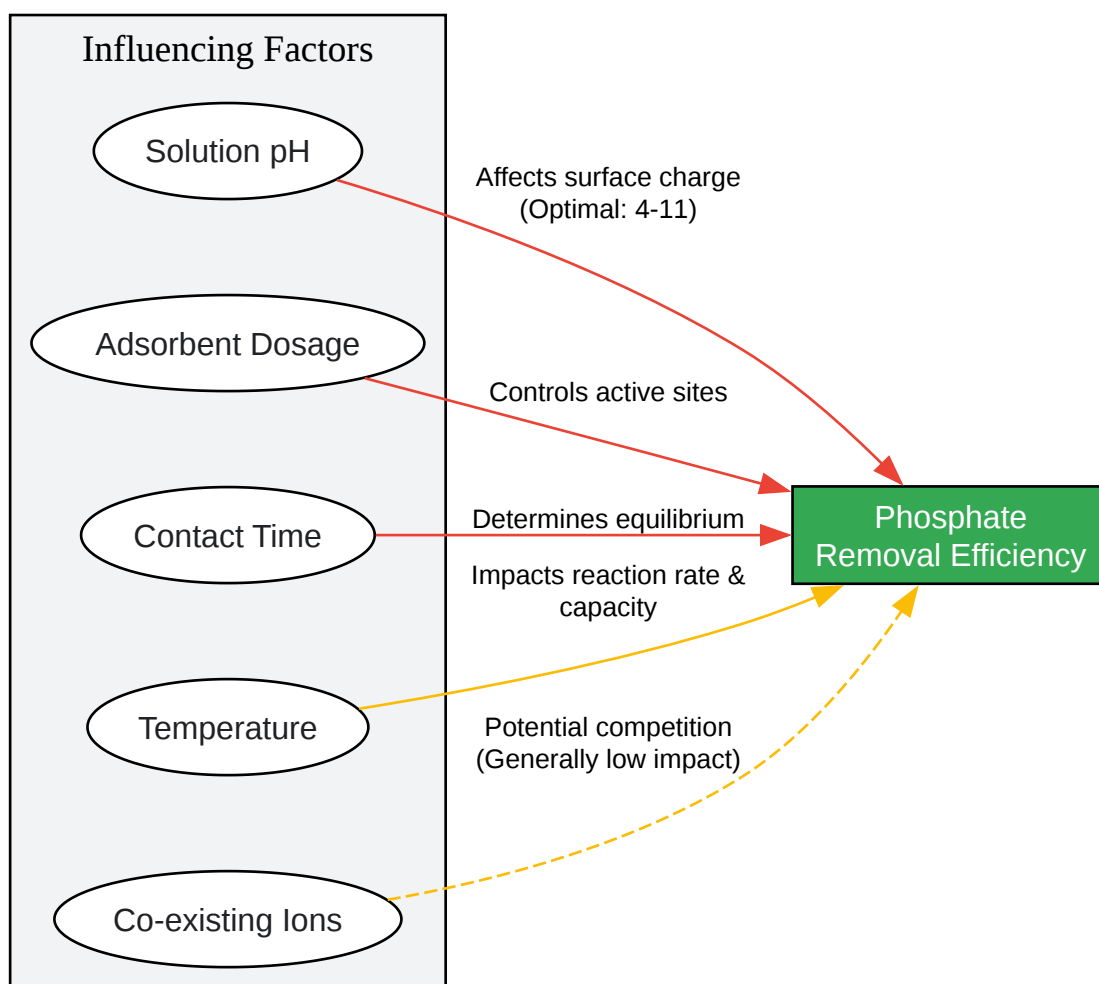 Influencing Factors
Solution pH
Affects surface charge
(Optimal: 4-11)
Adsorbent Dosage
Controls active sites
Contact Time
Determines equilibrium
Phosphate
Removal Efficiency
Impacts reaction rate &
capacity
Temperature
Potential competition
(Generally low impact)
Co-existing Ions